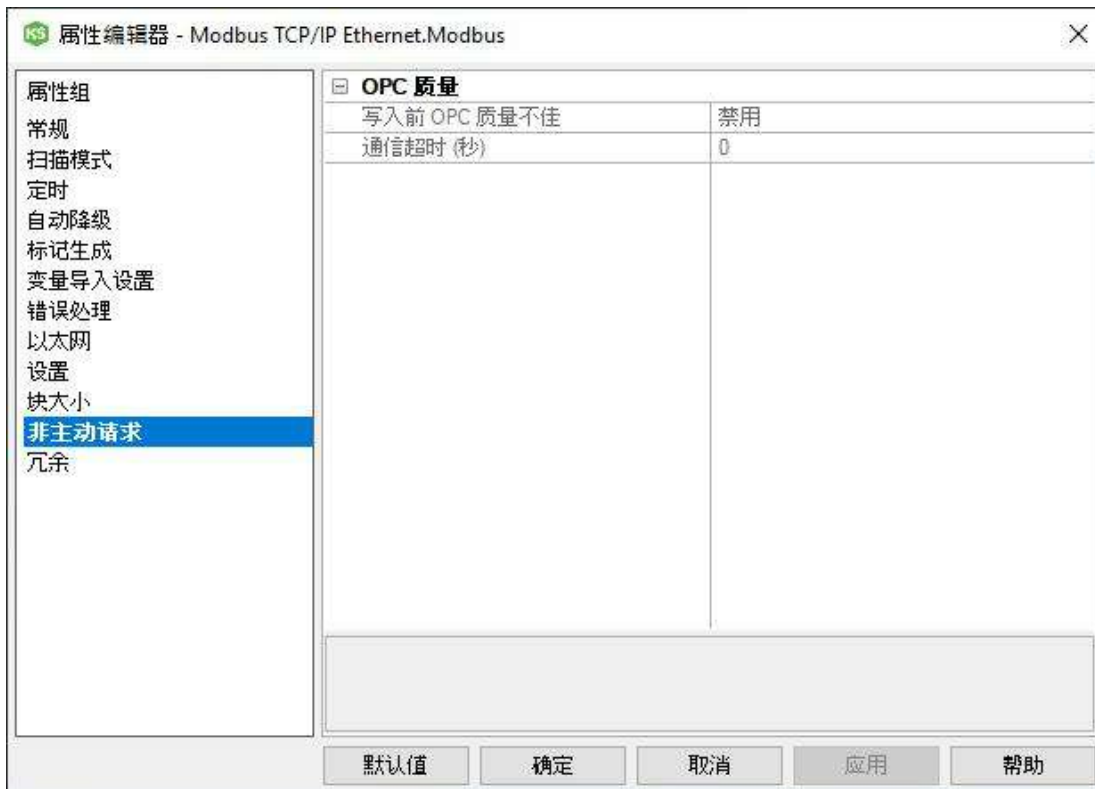 KS 属性编辑器 - Modbus TCP/IP Ethernet.Modbus
属性组
常规
扫描模式
定时
自动降级
标记生成
变量导入设置
错误处理
以太网
设置
块大小
非主动请求
冗余
OPC 质量
写入前 OPC 质量不佳 禁用
通信超时 (秒) 0
默认值 确定 取消 应用 帮助